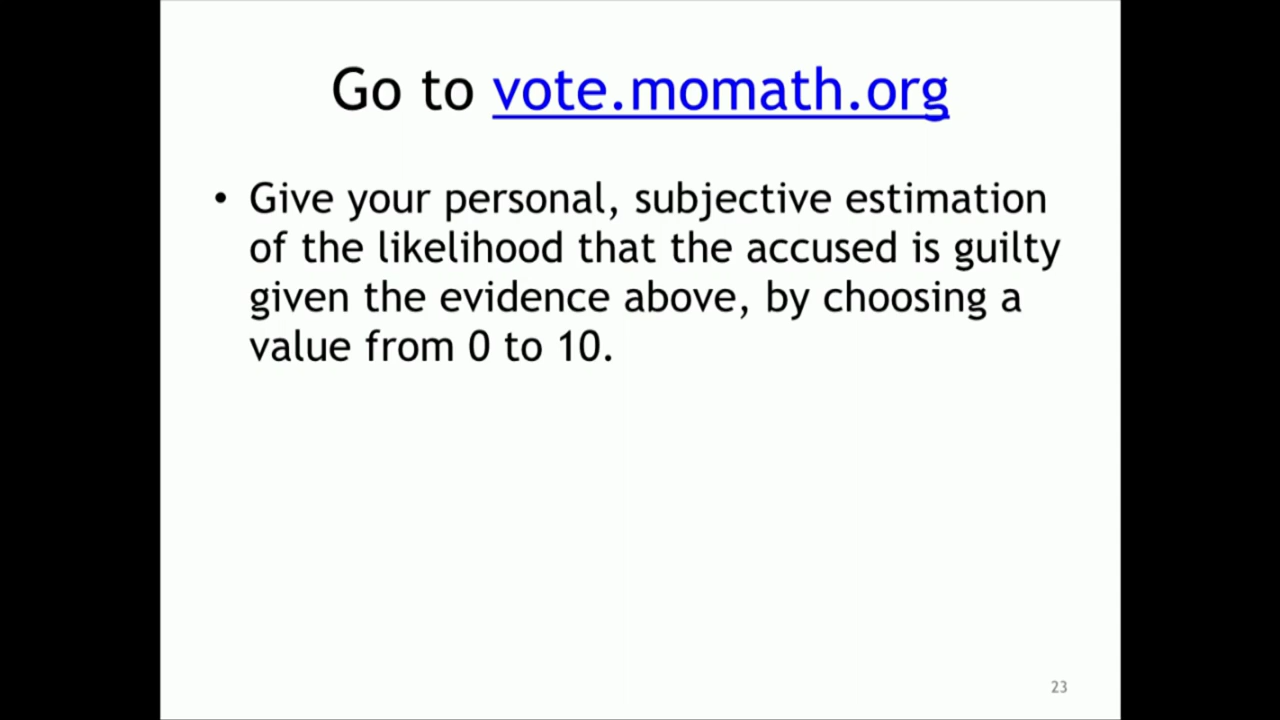 Go to vote.momath.org
• Give your personal, subjective estimation
of the likelihood that the accused is guilty
given the evidence above, by choosing a
value from 0 to 10.
23